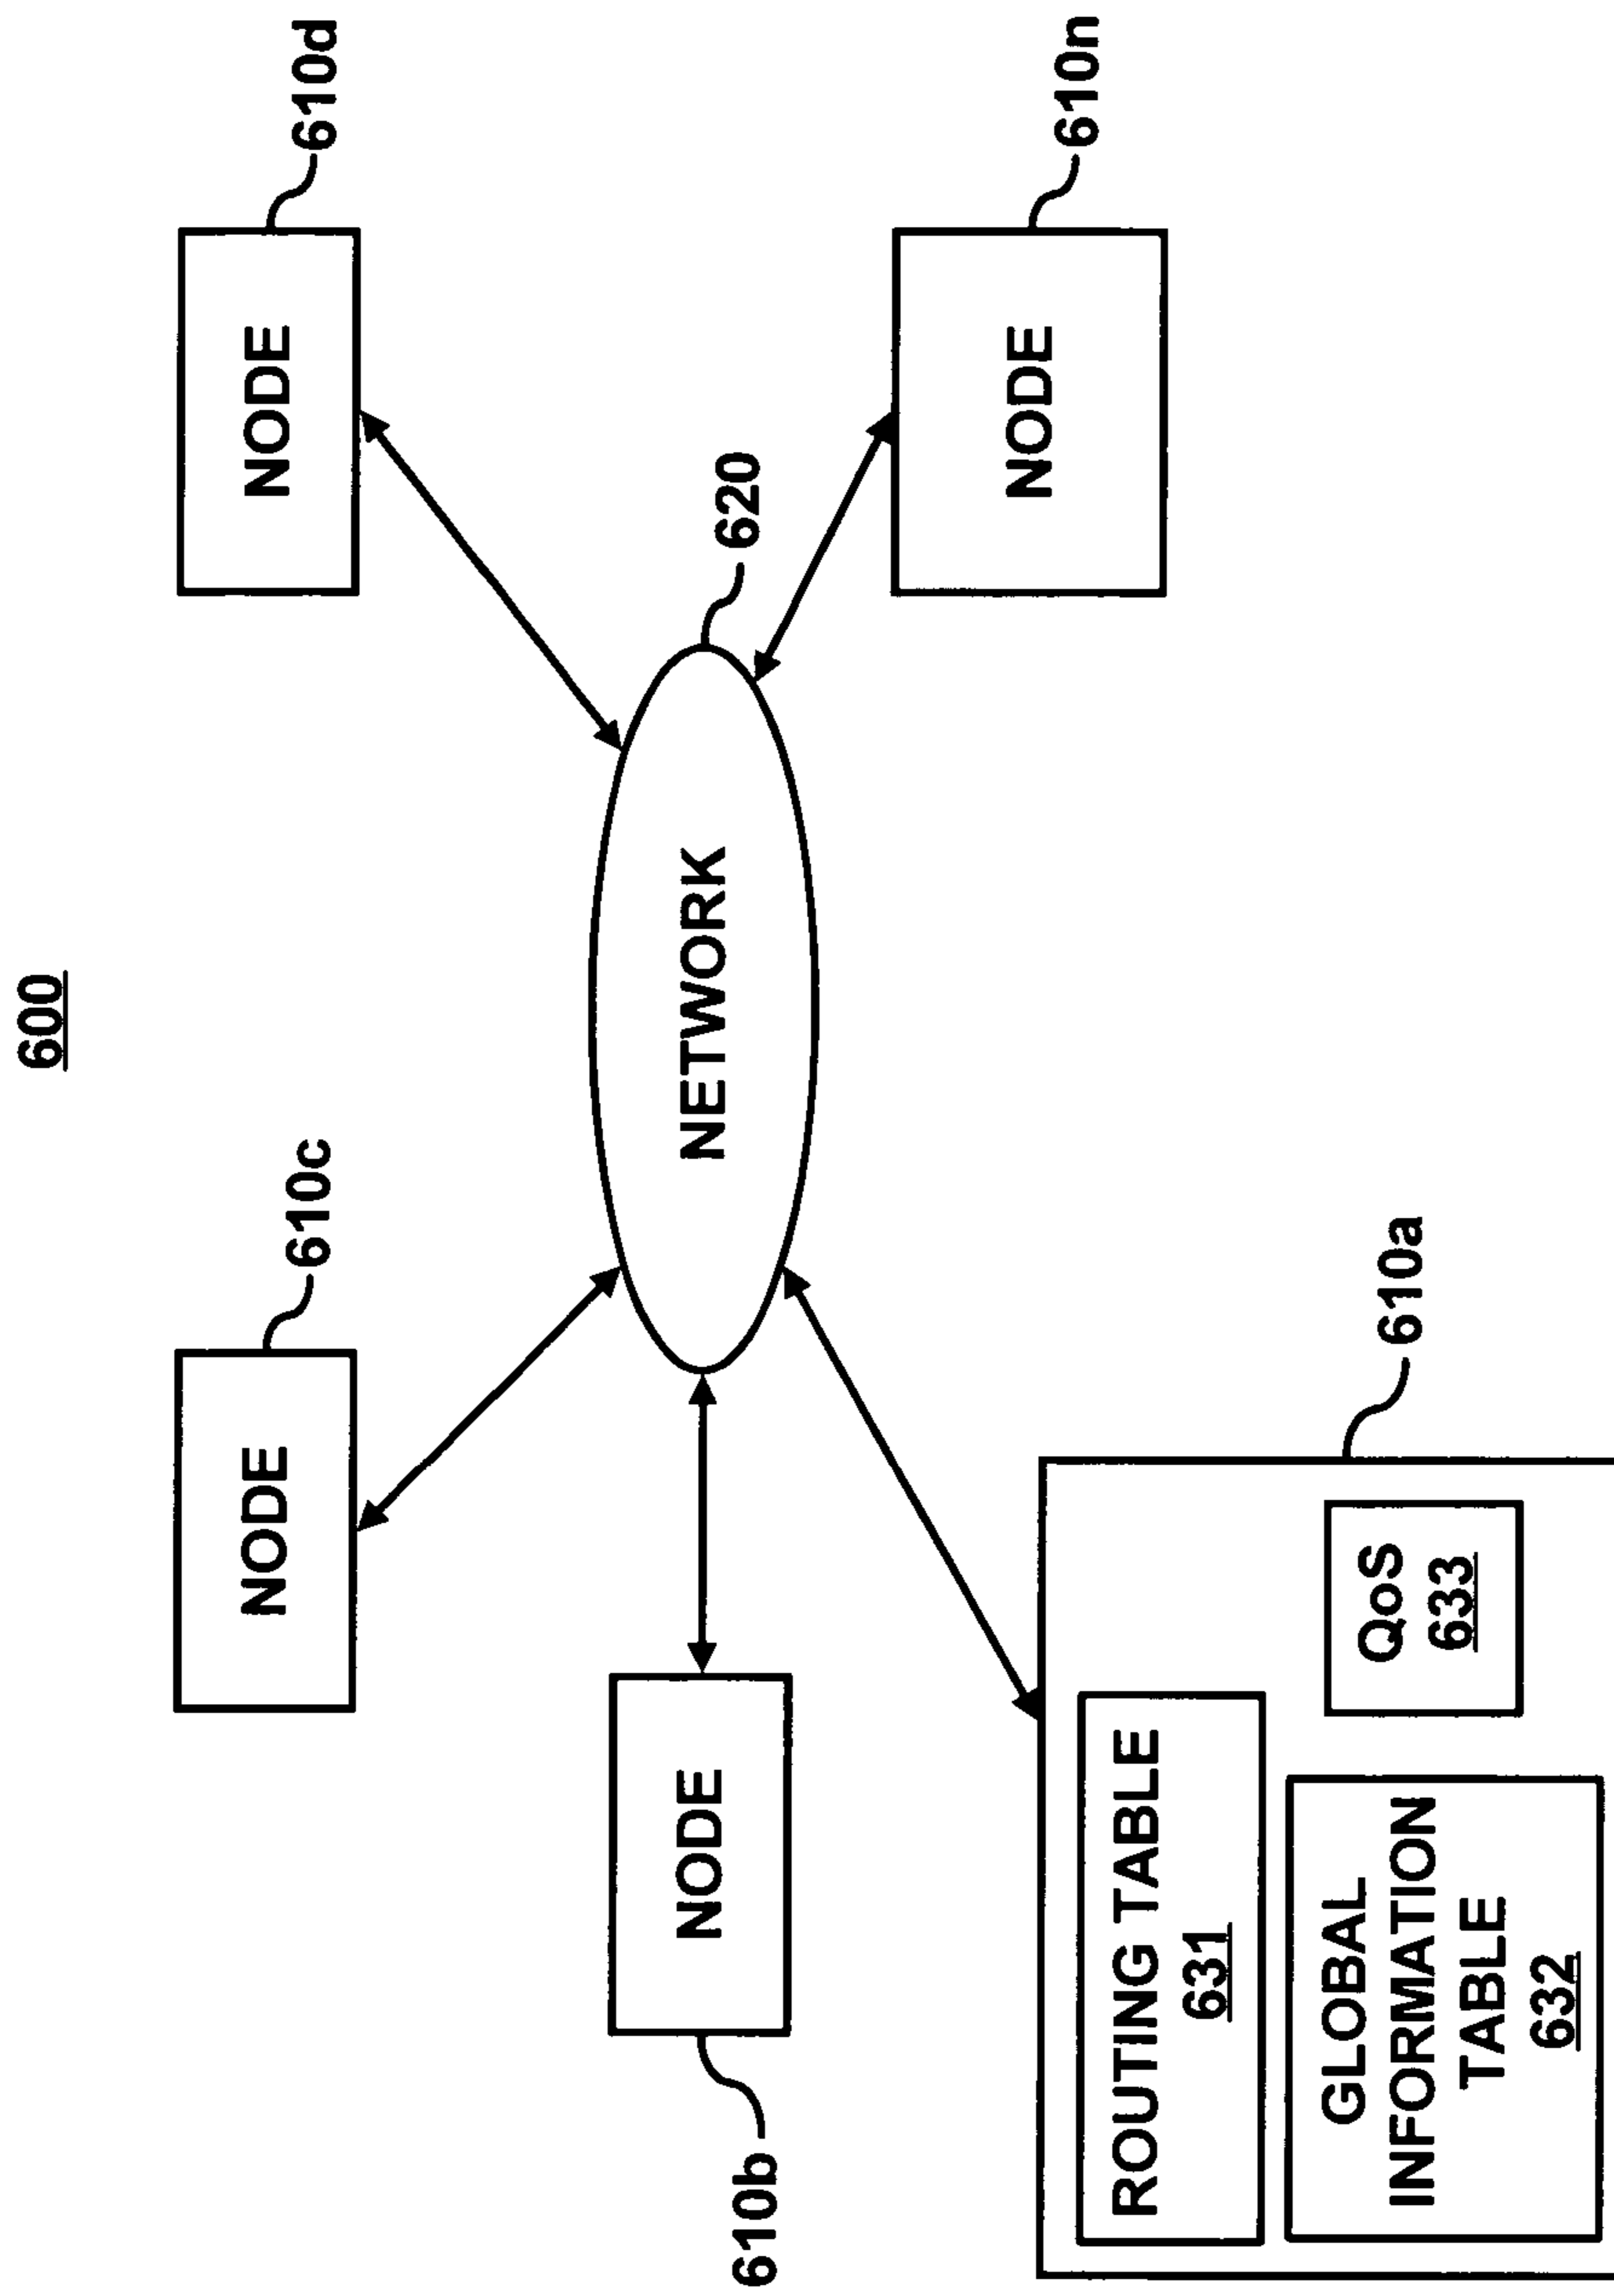 600
NODE
610c
NODE
610d
NODE
610b
NETWORK
620
NODE
610n
610a
ROUTING TABLE
631
GLOBAL
INFORMATION
TABLE
632
QoS
633